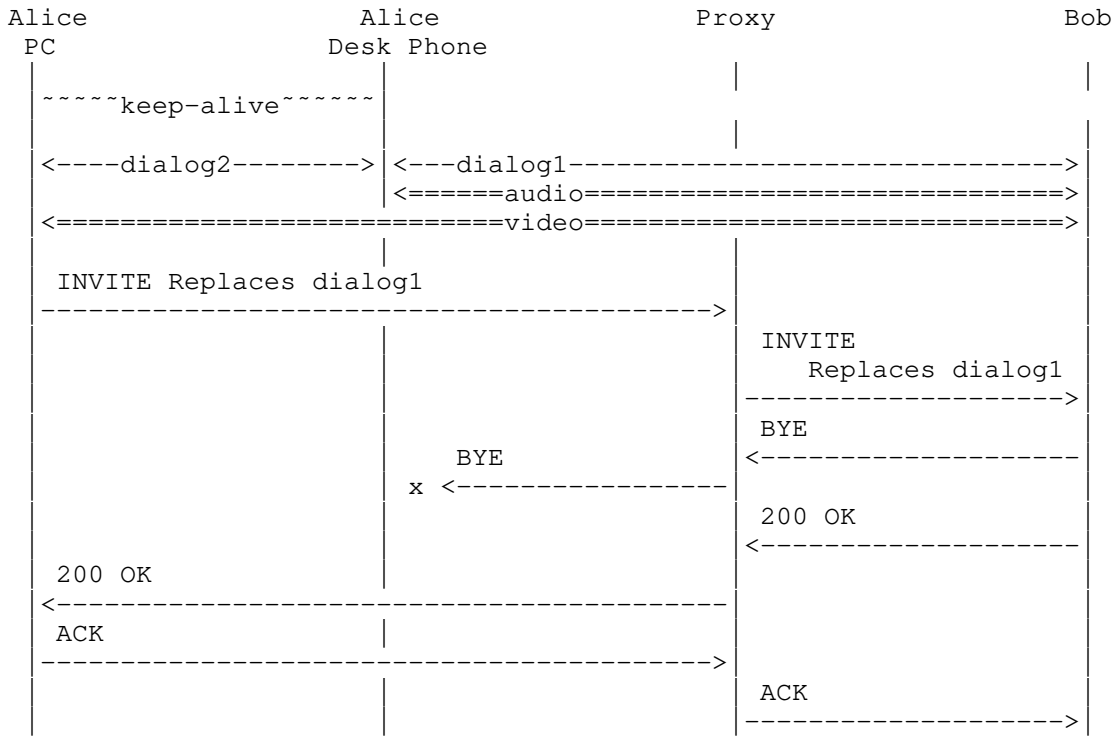 Alice Alice Proxy Bob
PC Desk Phone
~~~~~keep-alive~~~~~~
<----dialog2--------> <---dialog1------------------------------->
<======audio==============================>
<============================video==============================>
INVITE Replaces dialog1
------------------------------------------>
INVITE
Replaces dialog1
-------------------->
BYE
BYE <--------------------
x <-----------------
200 OK
<--------------------
200 OK
<------------------------------------------
ACK
------------------------------------------>
ACK
-------------------->